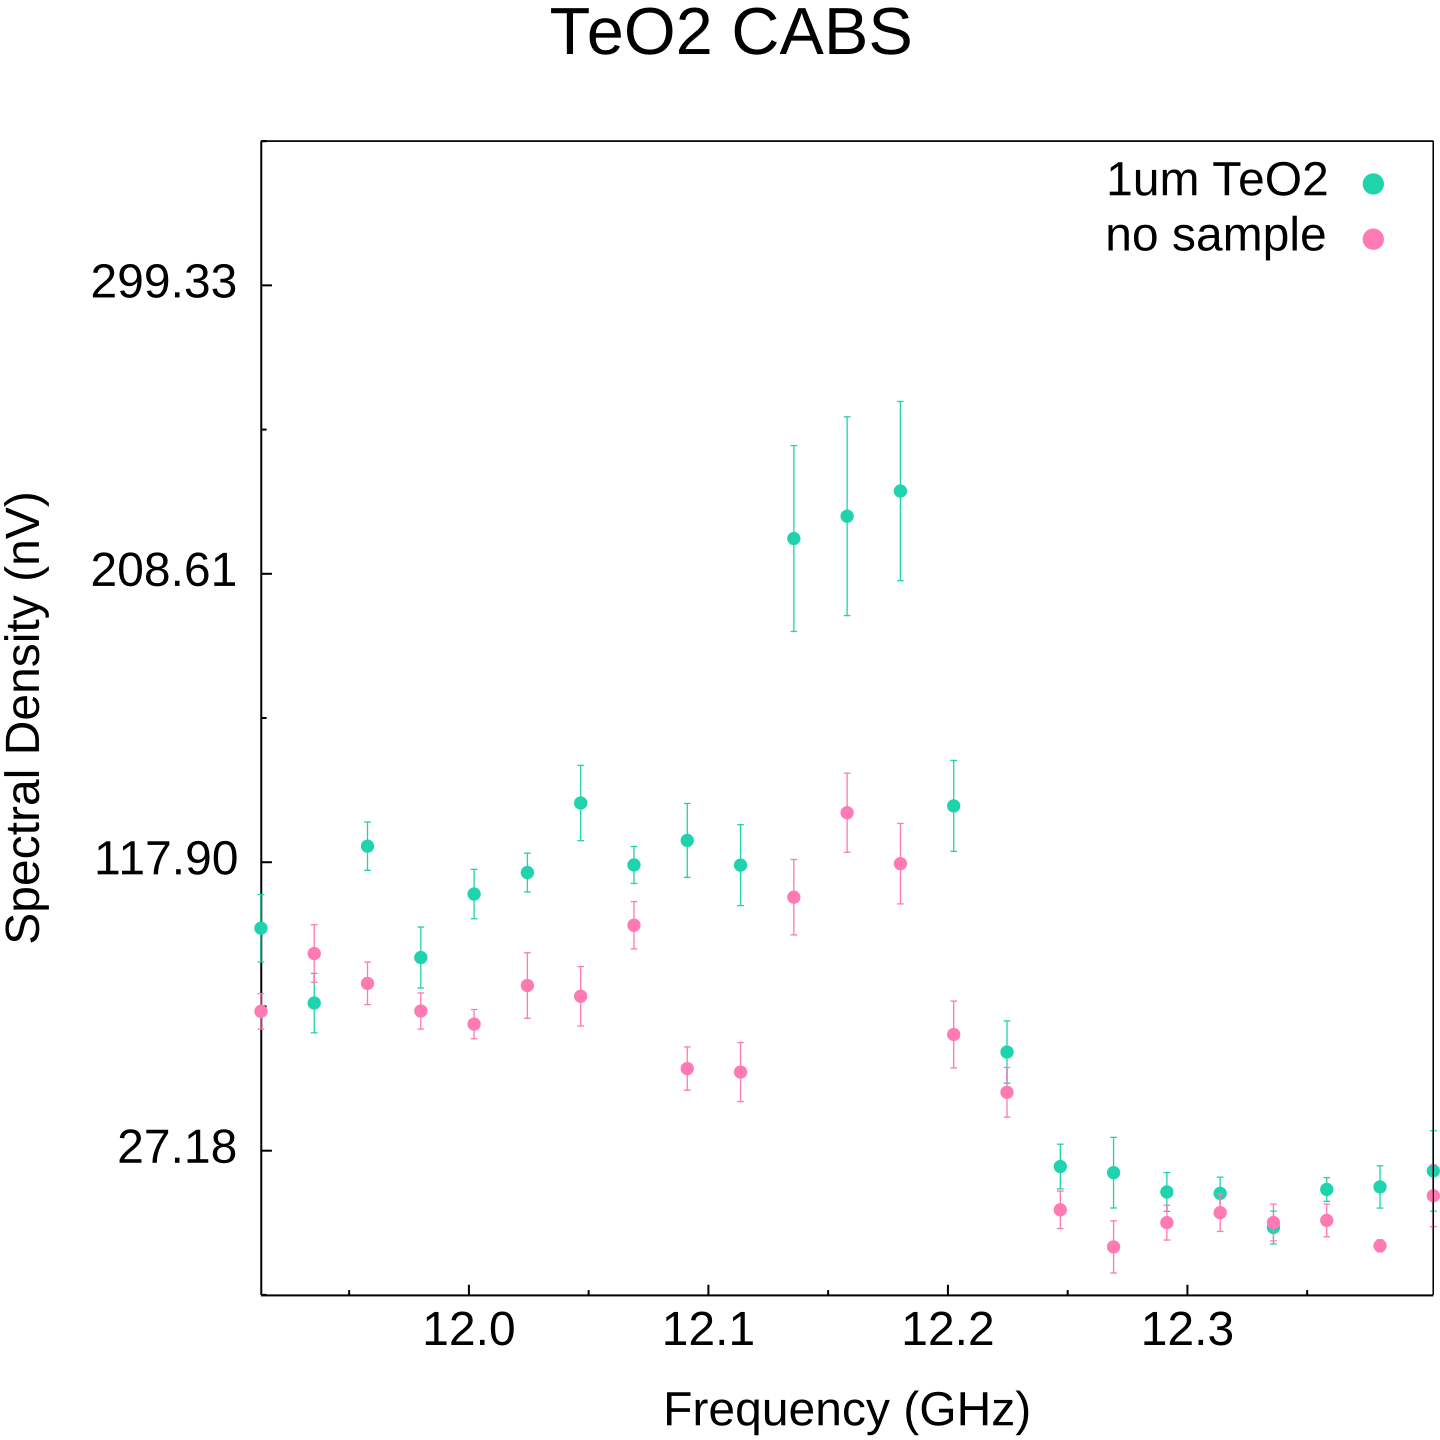 TeO2 CABS
1um TeO2
no sample
299.33
208.61
117.90
27.18
Spectral Density (nV)
12.0 12.1 12.2 12.3
Frequency (GHz)